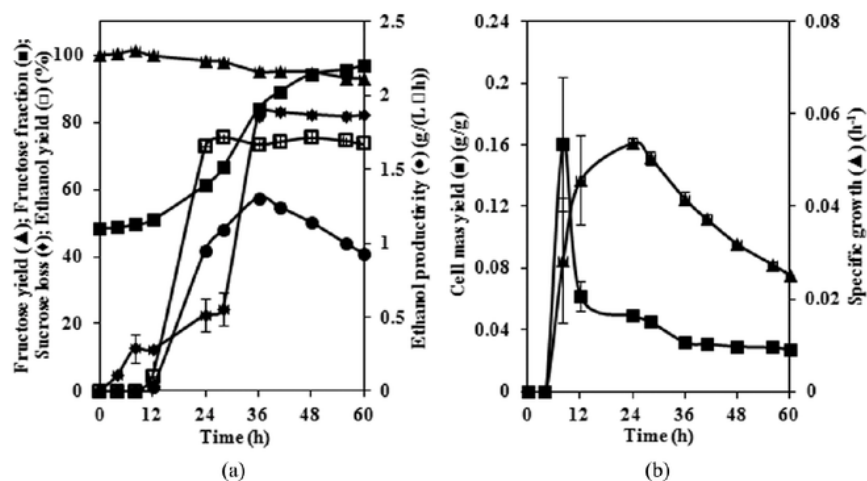 Fructose yield (▲); Fructose fraction (■);
Sucrose loss (♦); Ethanol yield (□) (%)
120
100
80
60
40
20
0
0 12 24 36 48 60
Time (h)
2.5
2
1.5
1
0.5
0
Ethanol productivity (●) (g/(L□h))
(a)
Cell mas yield (■) (g/g)
0.24
0.2
0.16
0.12
0.08
0.04
0
0 12 24 36 48 60
Time (h)
0.08
0.06
0.04
0.02
0
Specific growth (▲) (h-1)
(b)